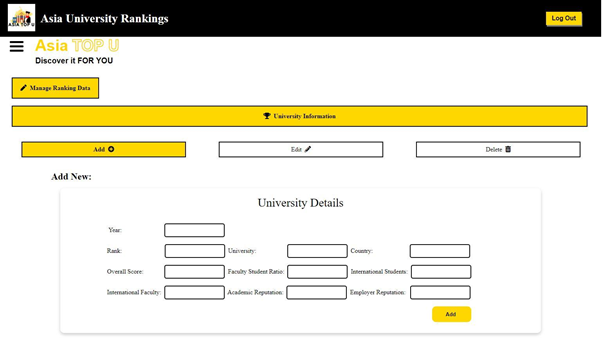 ASIA TOP U
Asia University Rankings
Log Out
Asia TOP U
Discover it FOR YOU
Manage Ranking Data
University Information
Add
Edit
Delete
Add New:
University Details
Year:
Rank: University: Country:
Overall Score: Faculty Student Ratio: International Students:
International Faculty: Academic Reputation: Employer Reputation:
Add